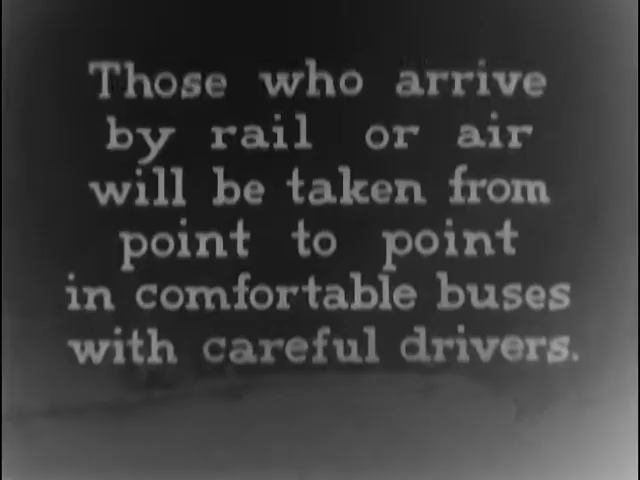 Those who arrive
by rail or air
will be taken from
point to point
in comfortable buses
with careful drivers.